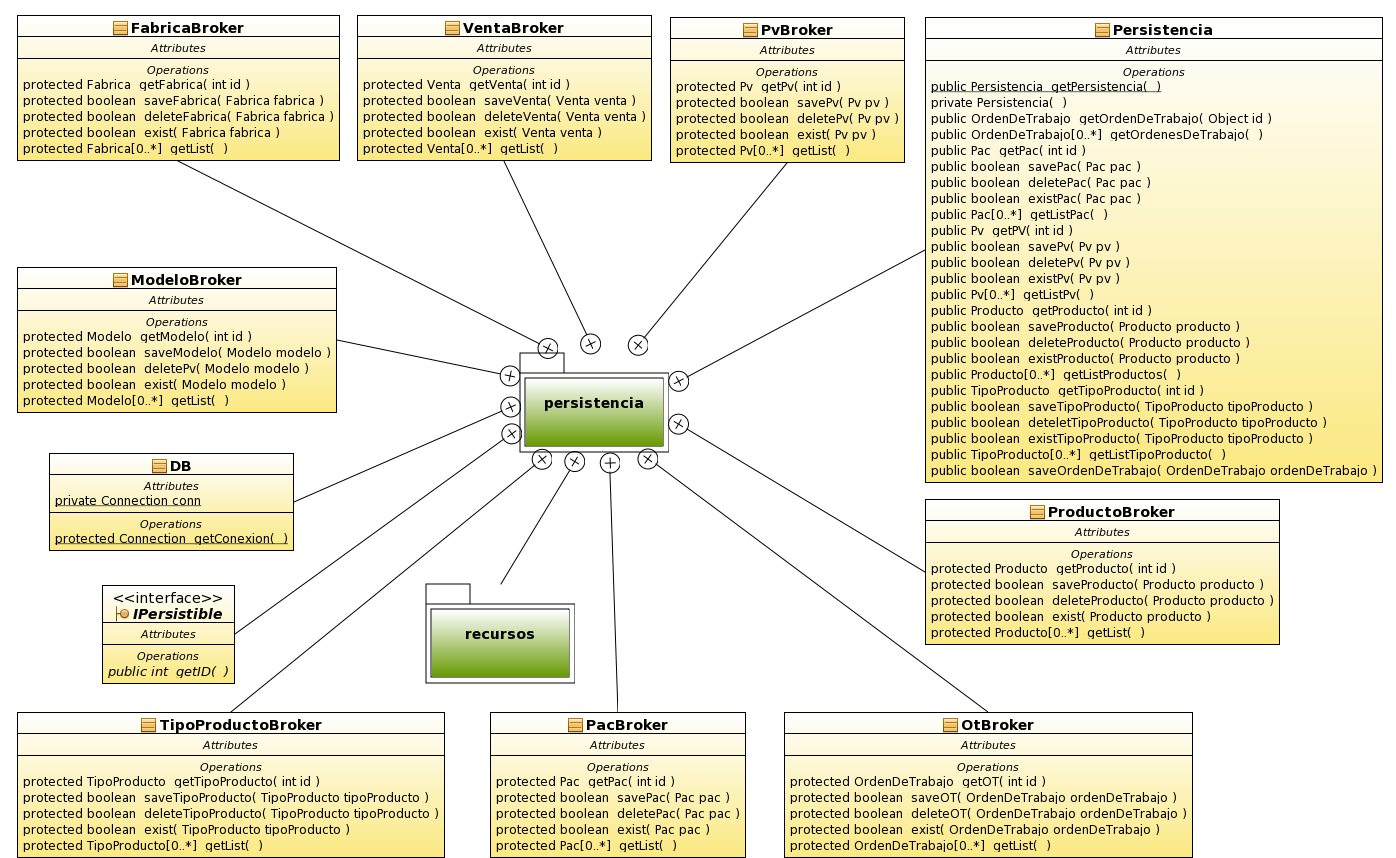 FabricaBroker
Attributes
Operations
protected Fabrica getFabrica( int id )
protected boolean saveFabrica( Fabrica fabrica )
protected boolean deleteFabrica( Fabrica fabrica )
protected boolean exist( Fabrica fabrica )
protected Fabrica[0..*] getList( )
VentaBroker
Attributes
Operations
protected Venta getVenta( int id )
protected boolean saveVenta( Venta venta )
protected boolean deleteVenta( Venta venta )
protected boolean exist( Venta venta )
protected Venta[0..*] getList( )
PvBroker
Attributes
Operations
protected Pv getPv( int id )
protected boolean savePv( Pv pv )
protected boolean deletePv( Pv pv )
protected boolean exist( Pv pv )
protected Pv[0..*] getList( )
Persistencia
Attributes
Operations
public Persistencia getPersistencia( )
private Persistencia( )
public OrdenDeTrabajo getOrdenDeTrabajo( Object id )
public OrdenDeTrabajo[0..*] getOrdenesDeTrabajo( )
public Pac getPac( int id )
public boolean savePac( Pac pac )
public boolean deletePac( Pac pac )
public boolean existPac( Pac pac )
public Pac[0..*] getListPac( )
public Pv getPV( int id )
public boolean savePv( Pv pv )
public boolean deletePv( Pv pv )
public boolean existPv( Pv pv )
public Pv[0..*] getListPv( )
public Producto getProducto( int id )
public boolean saveProducto( Producto producto )
public boolean deleteProducto( Producto producto )
public boolean existProducto( Producto producto )
public Producto[0..*] getListProductos( )
public TipoProducto getTipoProducto( int id )
public boolean saveTipoProducto( TipoProducto tipoProducto )
public boolean deteletTipoProducto( TipoProducto tipoProducto )
public boolean existTipoProducto( TipoProducto tipoProducto )
public TipoProducto[0..*] getListTipoProducto( )
public boolean saveOrdenDeTrabajo( OrdenDeTrabajo ordenDeTrabajo )
ModeloBroker
Attributes
Operations
protected Modelo getModelo( int id )
protected boolean saveModelo( Modelo modelo )
protected boolean deletePv( Modelo modelo )
protected boolean exist( Modelo modelo )
protected Modelo[0..*] getList( )
persistencia
DB
Attributes
private Connection conn
Operations
protected Connection getConexion( )
ProductoBroker
Attributes
Operations
protected Producto getProducto( int id )
protected boolean saveProducto( Producto producto )
protected boolean deleteProducto( Producto producto )
protected boolean exist( Producto producto )
protected Producto[0..*] getList( )
<<interface>>
IPersistible
Attributes
Operations
public int getID( )
recursos
TipoProductoBroker
Attributes
Operations
protected TipoProducto getTipoProducto( int id )
protected boolean saveTipoProducto( TipoProducto tipoProducto )
protected boolean deleteTipoProducto( TipoProducto tipoProducto )
protected boolean exist( TipoProducto tipoProducto )
protected TipoProducto[0..*] getList( )
PacBroker
Attributes
Operations
protected Pac getPac( int id )
protected boolean savePac( Pac pac )
protected boolean deletePac( Pac pac )
protected boolean exist( Pac pac )
protected Pac[0..*] getList( )
OtBroker
Attributes
Operations
protected OrdenDeTrabajo getOT( int id )
protected boolean saveOT( OrdenDeTrabajo ordenDeTrabajo )
protected boolean deleteOT( OrdenDeTrabajo ordenDeTrabajo )
protected boolean exist( OrdenDeTrabajo ordenDeTrabajo )
protected OrdenDeTrabajo[0..*] getList( )